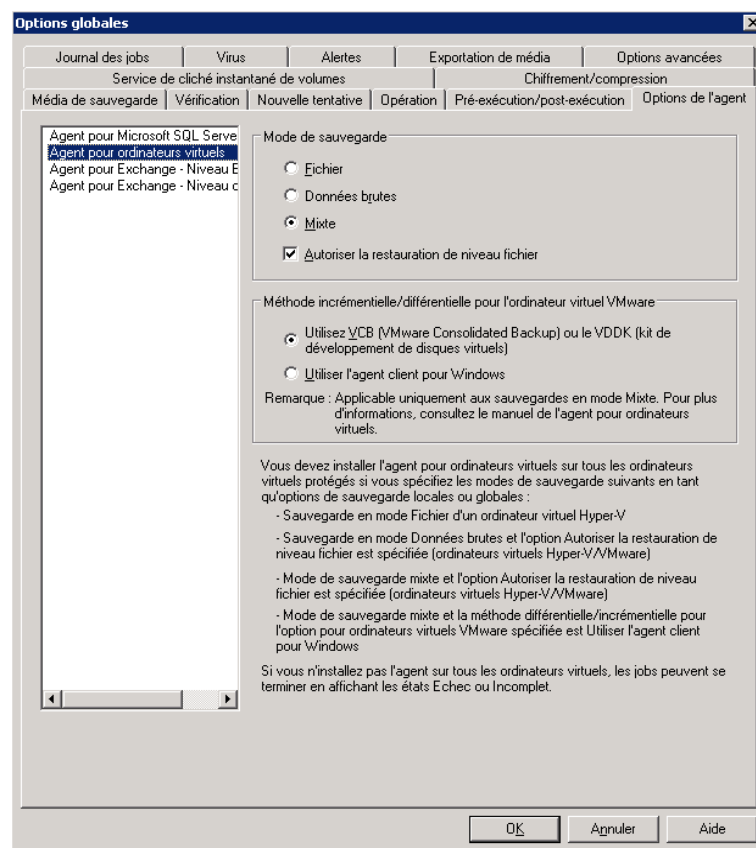 Options globales
Journal des jobs
Virus
Alertes
Exportation de média
Options avancées
Service de cliché instantané de volumes
Chiffrement/compression
Média de sauvegarde
Vérification
Nouvelle tentative
Opération
Pré-exécution/post-exécution
Options de l'agent
Agent pour Microsoft SQL Serve
Agent pour ordinateurs virtuels
Agent pour Exchange - Niveau E
Agent pour Exchange - Niveau c
Mode de sauvegarde
Fichier
Données brutes
Mixte
Autoriser la restauration de niveau fichier
Méthode incrémentielle/différentielle pour l'ordinateur virtuel VMware
Utilisez VCB (VMware Consolidated Backup) ou le VDDK (kit de
développement de disques virtuels)
Utiliser l'agent client pour Windows
Remarque : Applicable uniquement aux sauvegardes en mode Mixte. Pour plus
d'informations, consultez le manuel de l'agent pour ordinateurs
virtuels.
Vous devez installer l'agent pour ordinateurs virtuels sur tous les ordinateurs
virtuels protégés si vous spécifiez les modes de sauvegarde suivants en tant
qu'options de sauvegarde locales ou globales :
- Sauvegarde en mode Fichier d'un ordinateur virtuel Hyper-V
- Sauvegarde en mode Données brutes et l'option Autoriser la restauration de
niveau fichier est spécifiée (ordinateurs virtuels Hyper-V/VMware)
- Mode de sauvegarde mixte et l'option Autoriser la restauration de niveau
fichier est spécifiée (ordinateurs virtuels Hyper-V/VMware)
- Mode de sauvegarde mixte et la méthode différentielle/incrémentielle pour
l'option pour ordinateurs virtuels VMware spécifiée est Utiliser l'agent client
pour Windows
Si vous n'installez pas l'agent sur tous les ordinateurs virtuels, les jobs peuvent se
terminer en affichant les états Echec ou Incomplet.
OK
Annuler
Aide